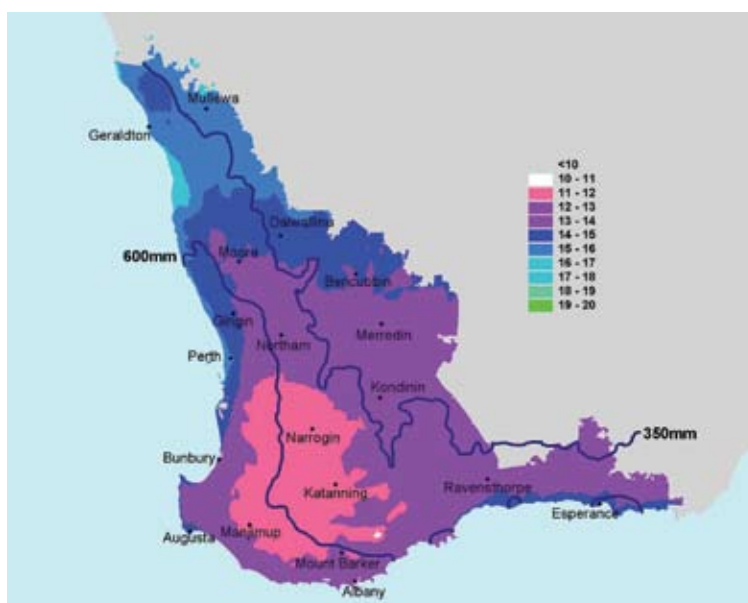 Mullewa
Geraldton
<10
10 - 11
11 - 12
12 - 13
13 - 14
14 - 15
15 - 16
16 - 17
17 - 18
18 - 19
19 - 20
Dalwallinu
600mm
Moora
Bencubbin
Gingin
Merredin
Northam
Perth
Kondinin
Narrogin
350mm
Bunbury
Katanning
Ravensthorpe
Esperance
Manjimup
Augusta
Mount Barker
Albany